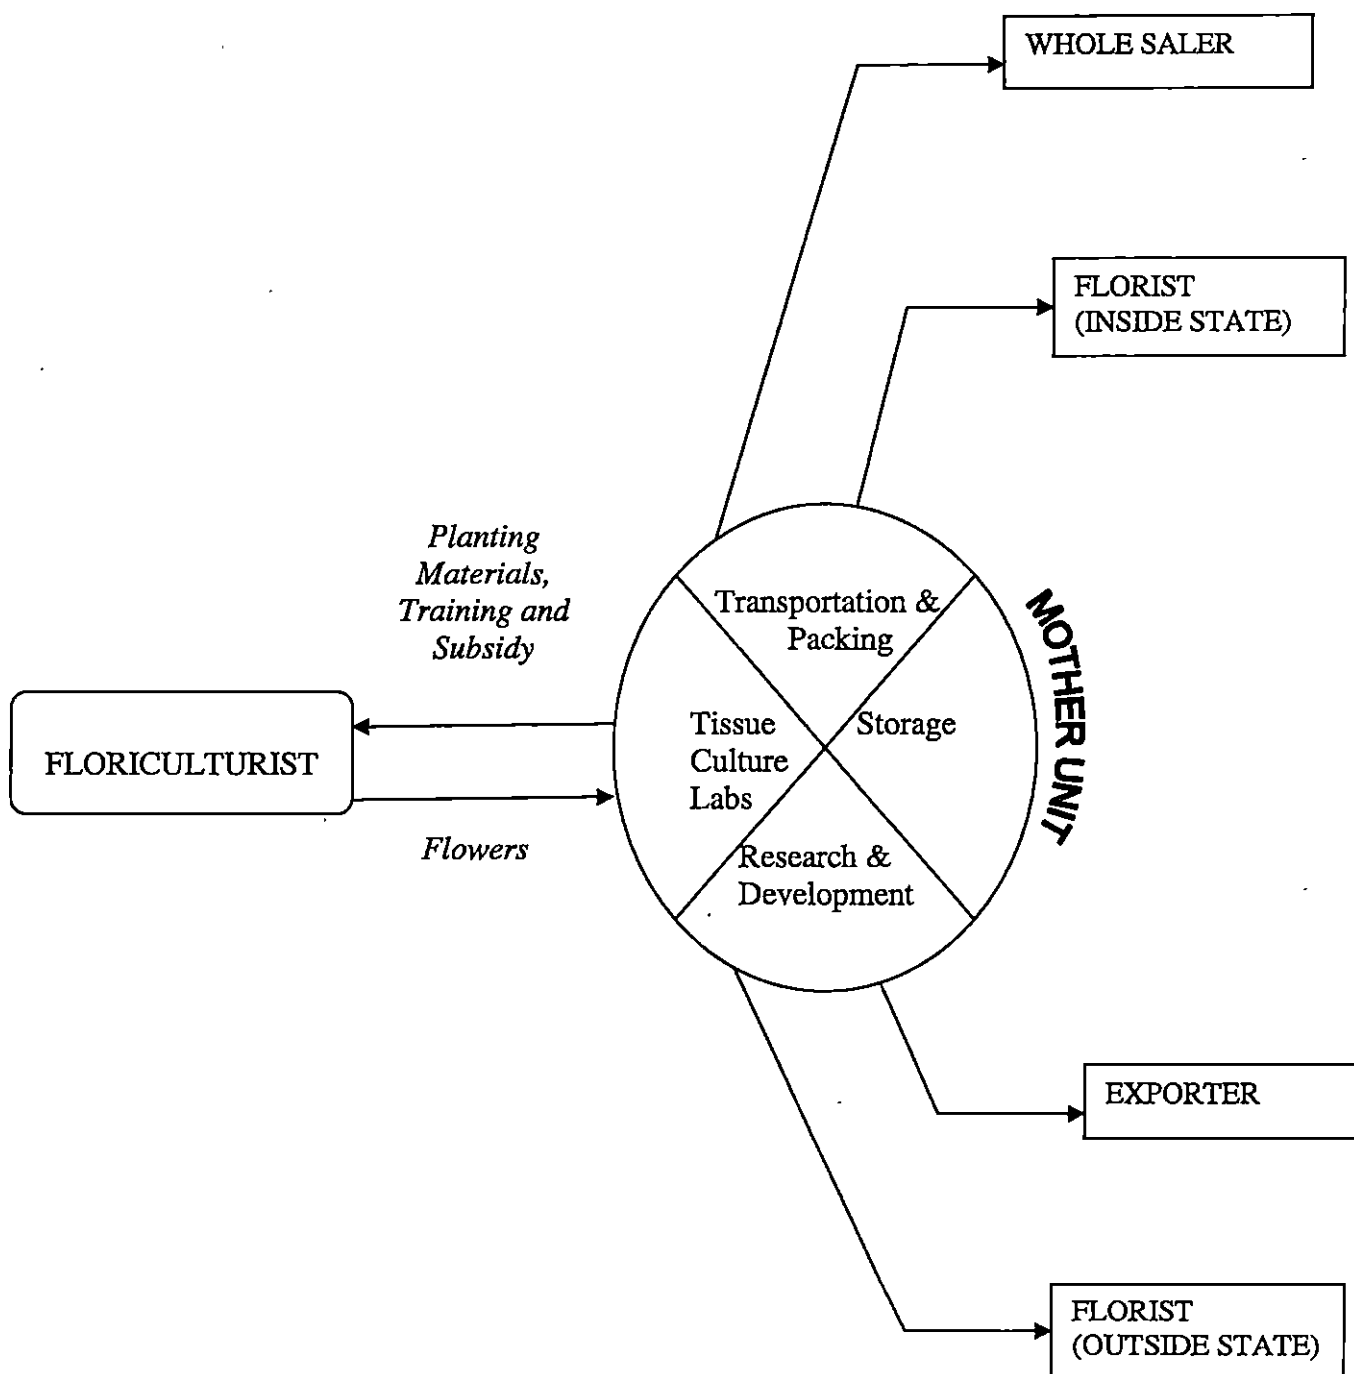 WHOLE SALER
FLORIST
(INSIDE STATE)
Planting
Materials,
Training and
Subsidy
Transportation &
Packing
MOTHER UNIT
FLORICULTURIST
Tissue
Culture
Labs
Storage
Flowers
Research &
Development
EXPORTER
FLORIST
(OUTSIDE STATE)